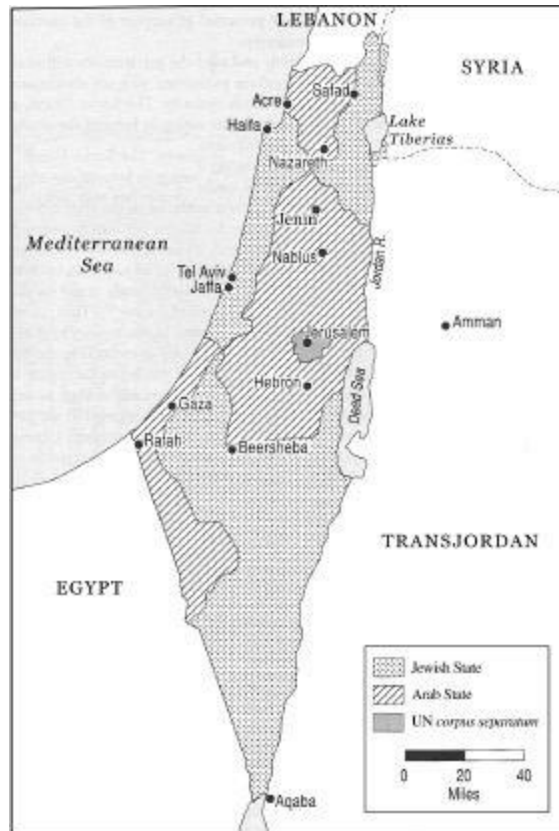 LEBANON
SYRIA
Safad
Acre
Haifa
Lake
Tiberias
Nazareth
Jenin
Mediterranean
Sea
Nablus
Jordan R.
Tel Aviv
Jaffa
Jerusalem
Amman
Hebron
Dead Sea
Gaza
Rafah
Beersheba
TRANSJORDAN
EGYPT
Jewish State
Arab State
UN corpus separatum
0 20 40
Miles
Aqaba